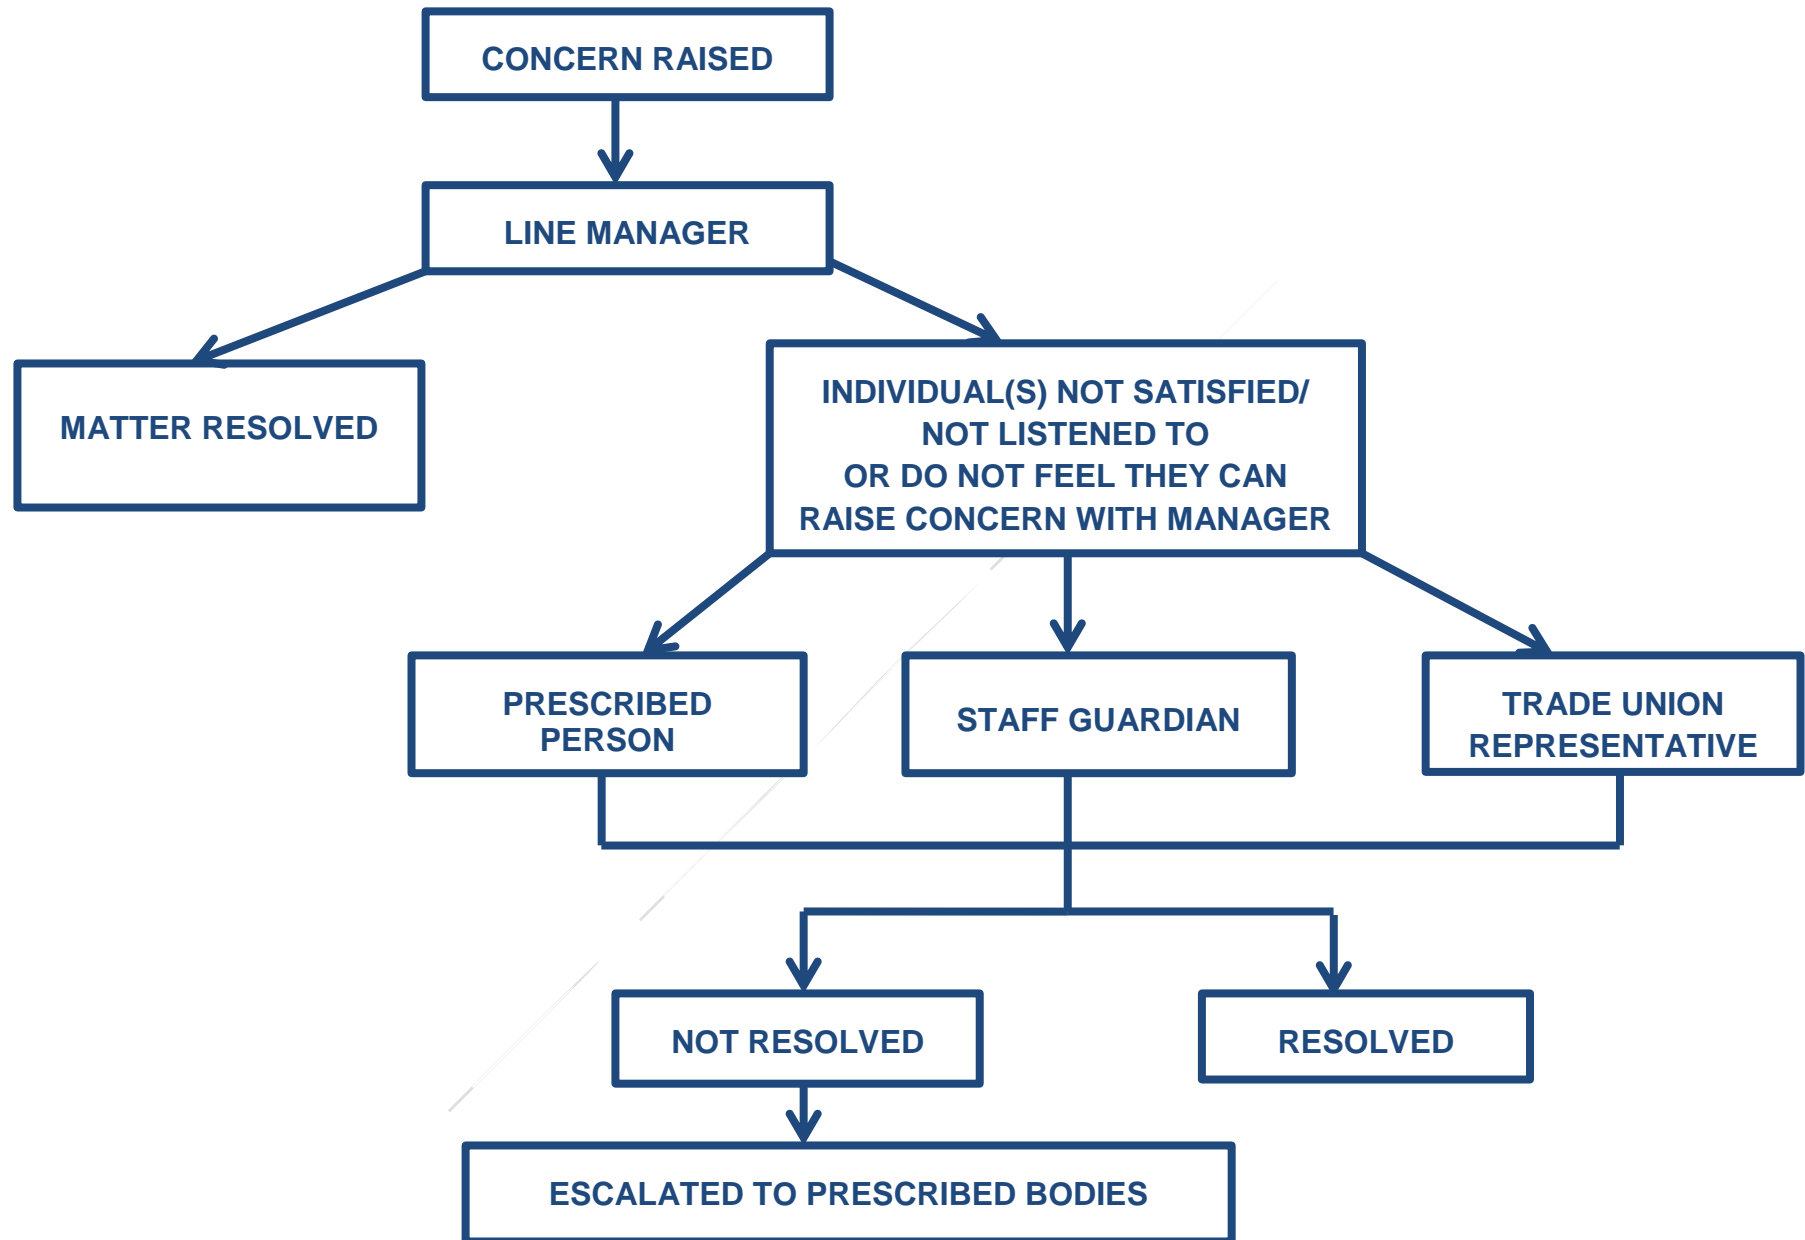 CONCERN RAISED
LINE MANAGER
MATTER RESOLVED
INDIVIDUAL(S) NOT SATISFIED/
NOT LISTENED TO
OR DO NOT FEEL THEY CAN
RAISE CONCERN WITH MANAGER
PRESCRIBED
PERSON
STAFF GUARDIAN
TRADE UNION
REPRESENTATIVE
NOT RESOLVED
RESOLVED
ESCALATED TO PRESCRIBED BODIES